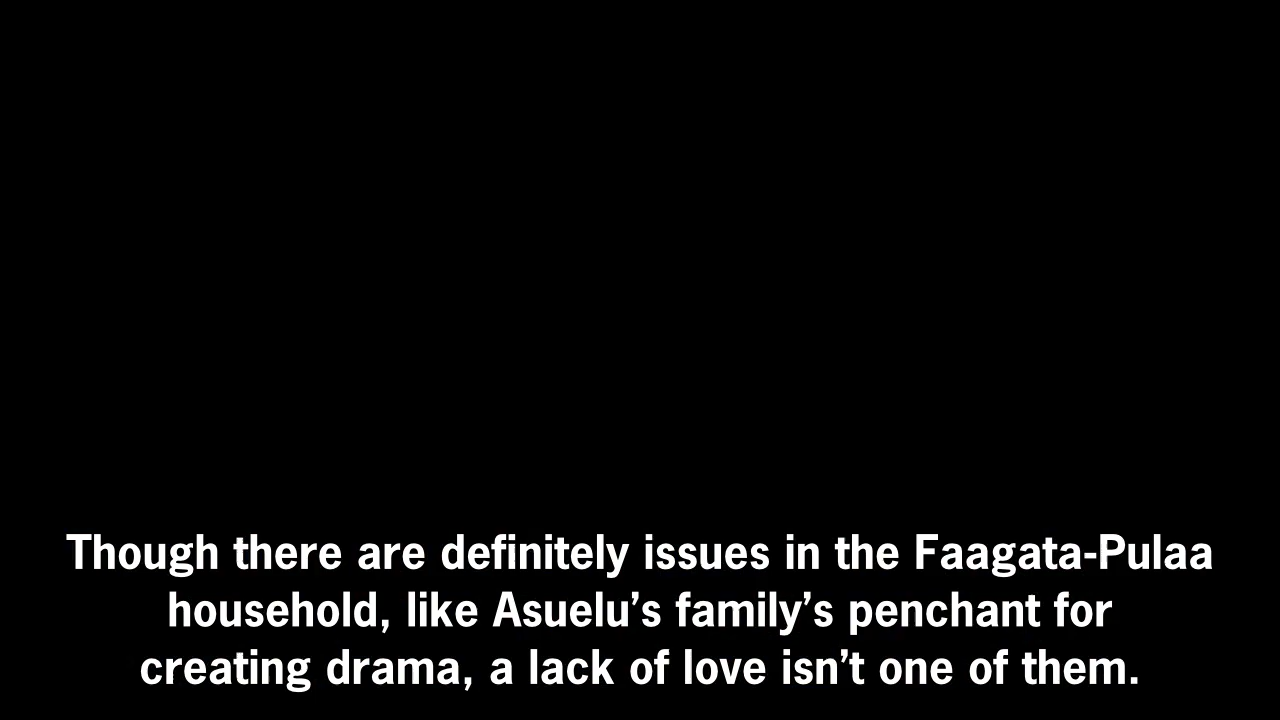 Though there are definitely issues in the Faagata-Pulaa
household, like Asuelu’s family’s penchant for
creating drama, a lack of love isn’t one of them.